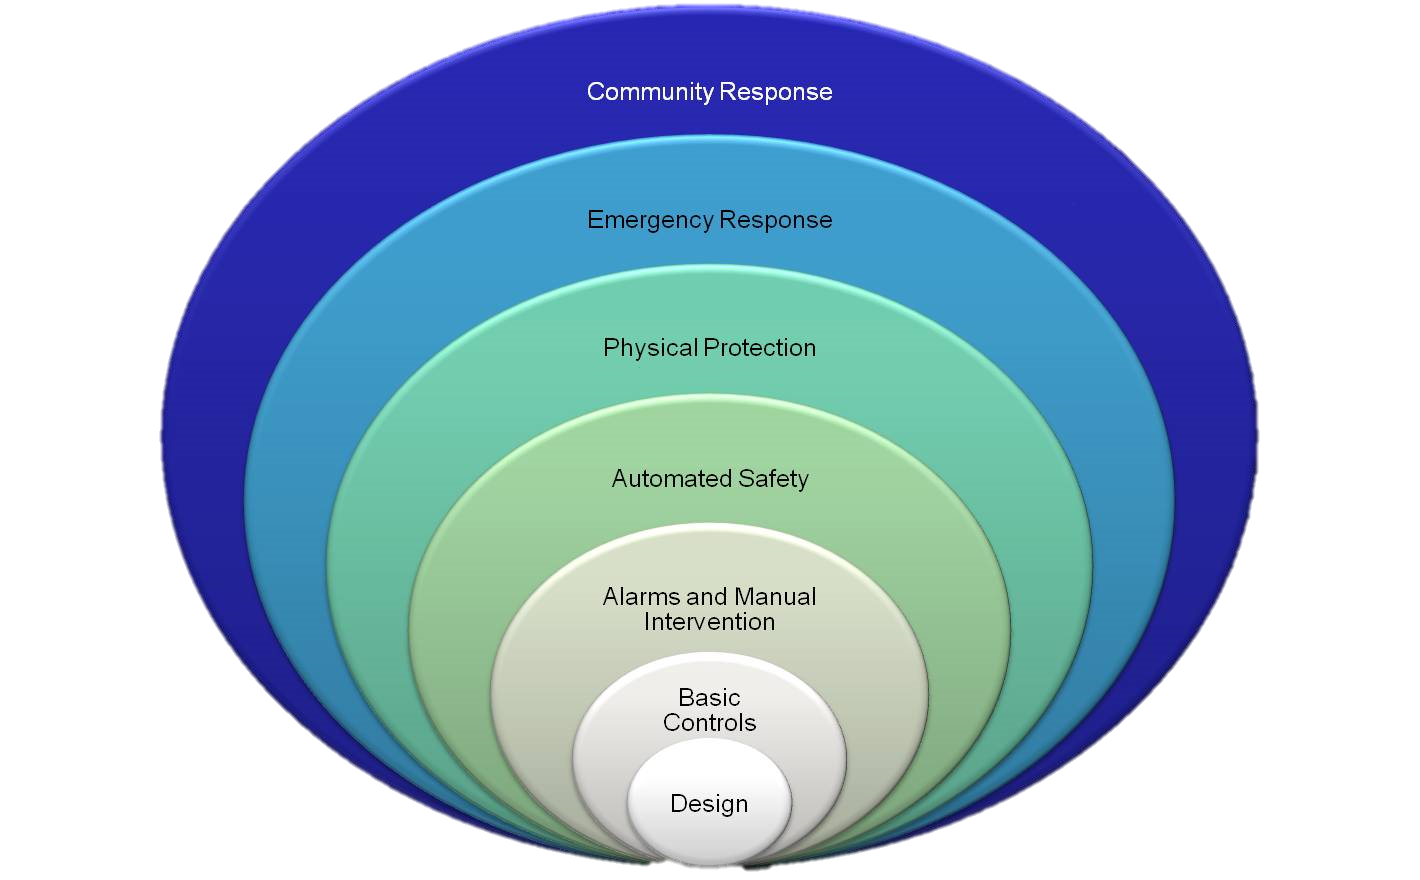 Community Response
Emergency Response
Physical Protection
Automated Safety
Alarms and Manual
Intervention
Basic
Controls
Design